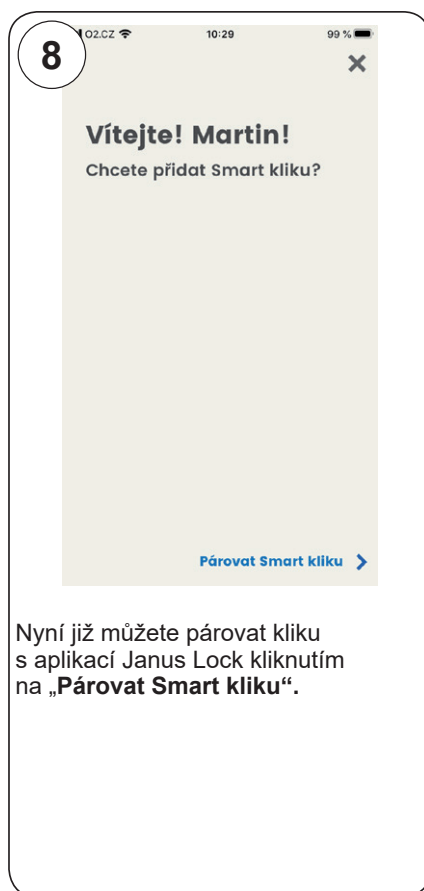 8
O2.CZ 10:29 99 %
Vítejte! Martin!
Chcete přidat Smart kliku?
Párovat Smart kliku
Nyní již můžete párovat kliku
s aplikací Janus Lock kliknutím
na „Párovat Smart kliku“.